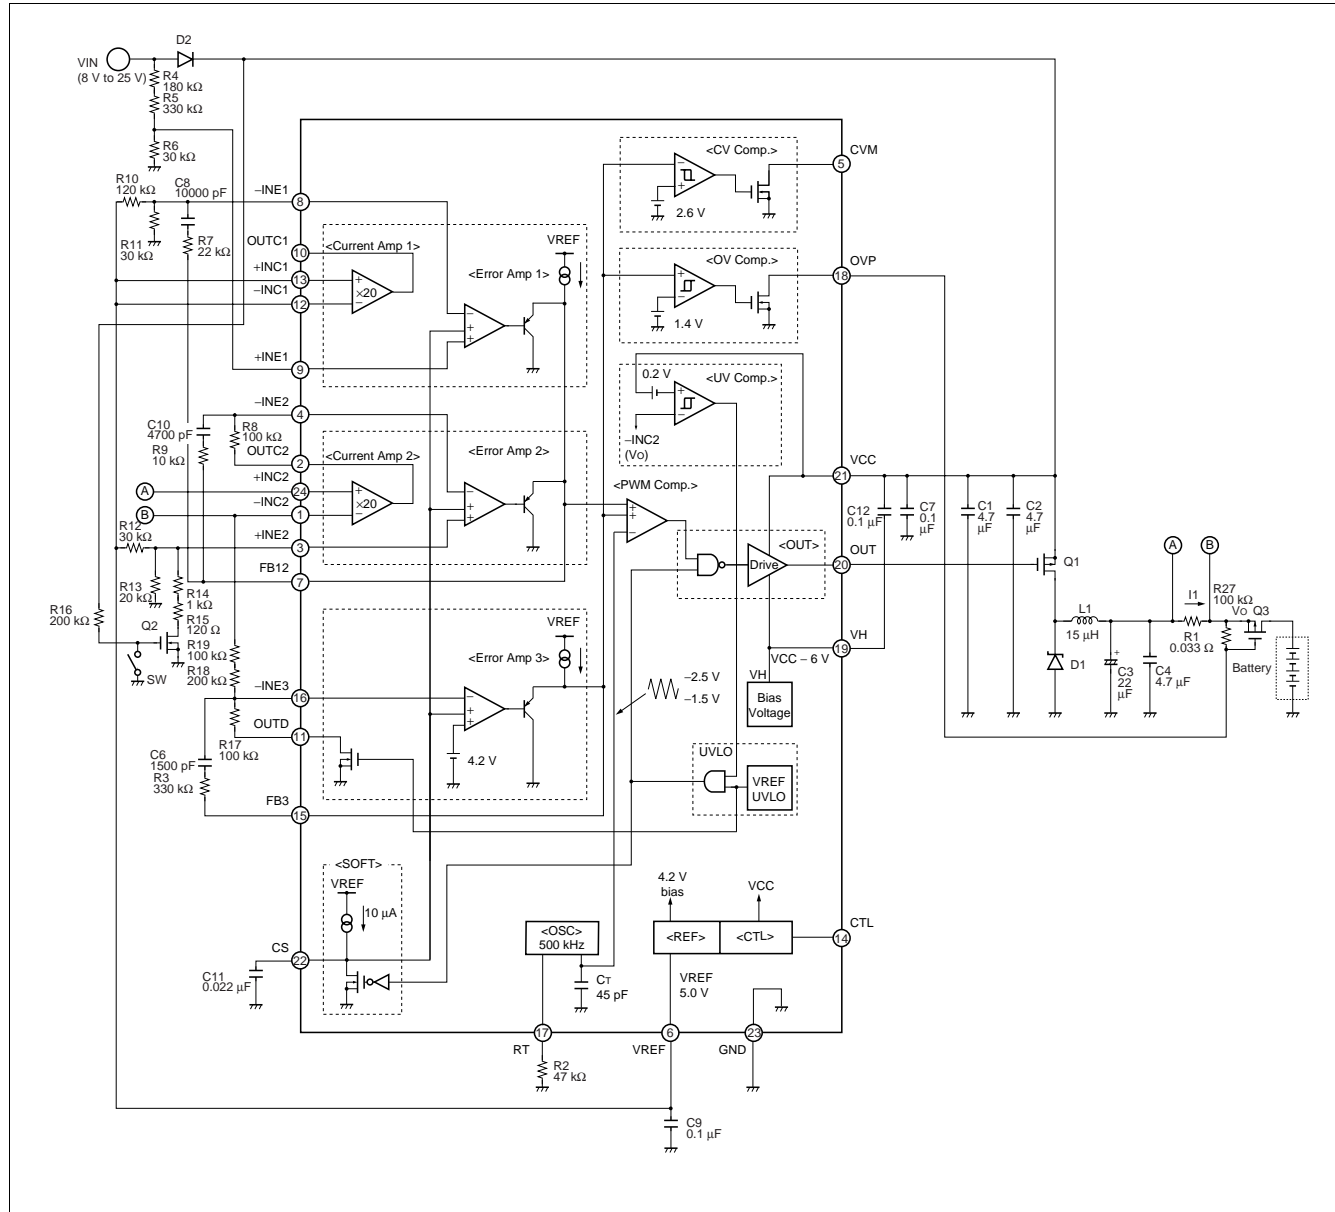 D2
VIN
(8 V to 25 V)
R4
180 kΩ
R5
330 kΩ
R6
30 kΩ
R10
120 kΩ
C8
10000 pF
R11
30 kΩ
R7
22 kΩ
−INE1
8
OUTC1
10
+INC1
13
−INC1
12
+INE1
9
<Current Amp 1>
+
×20
−
<Error Amp 1>
VREF
−
+
+
<CV Comp.>
−
+
2.6 V
CVM
5
<OV Comp.>
−
+
1.4 V
OVP
18
<UV Comp.>
0.2 V
+
−
−INC2
(VO)
−INE2
4
C10
4700 pF
R8
100 kΩ
R9
10 kΩ
OUTC2
2
+INC2
24
A
−INC2
1
B
R12
30 kΩ
+INE2
3
FB12
7
<Current Amp 2>
+
×20
−
<Error Amp 2>
−
+
+
<PWM Comp.>
+
+
−
<OUT>
Drive
VCC
21
OUT
20
VH
19
VCC − 6 V
VH
Bias
Voltage
C12
0.1 µF
C7
0.1
µF
C1
4.7
µF
C2
4.7
µF
Q1
A
B
I1
R27
100 kΩ
VO
Q3
L1
15 µH
R1
0.033 Ω
Battery
D1
+
C3
22
µF
C4
4.7 µF
R13
20 kΩ
R14
1 kΩ
R15
120 Ω
R16
200 kΩ
Q2
SW
R19
100 kΩ
R18
200 kΩ
−INE3
16
OUTD
11
R17
100 kΩ
C6
1500 pF
R3
330 kΩ
FB3
15
VREF
<Error Amp 3>
−
+
+
4.2 V
−2.5 V
−1.5 V
UVLO
VREF
UVLO
<SOFT>
VREF
10 µA
CS
22
C11
0.022 µF
<OSC>
500 kHz
CT
45 pF
4.2 V
bias
VCC
<REF>
<CTL>
CTL
14
VREF
5.0 V
17
RT
6
VREF
23
GND
R2
47 kΩ
C9
0.1 µF